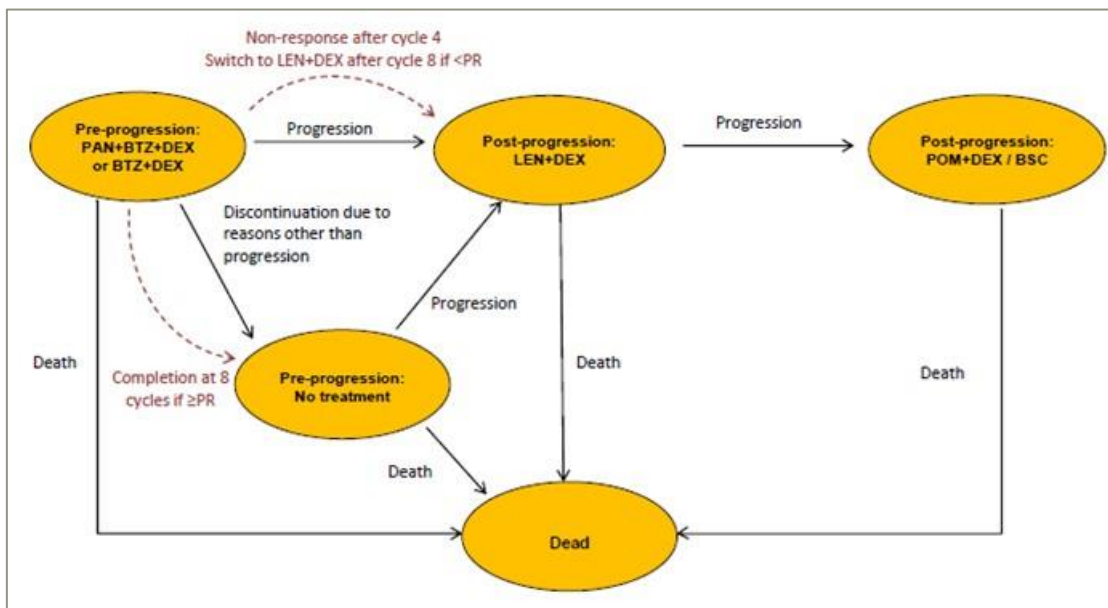 Non-response after cycle 4
Switch to LEN+DEX after cycle 8 if <PR
Pre-progression:
PAN+BTZ+DEX
or BTZ+DEX
Progression
Post-progression:
LEN+DEX
Progression
Post-progression:
POM+DEX / BSC
Discontinuation due to
reasons other than
progression
Progression
Death
Completion at 8
cycles if ≥PR
Pre-progression:
No treatment
Death
Death
Death
Dead